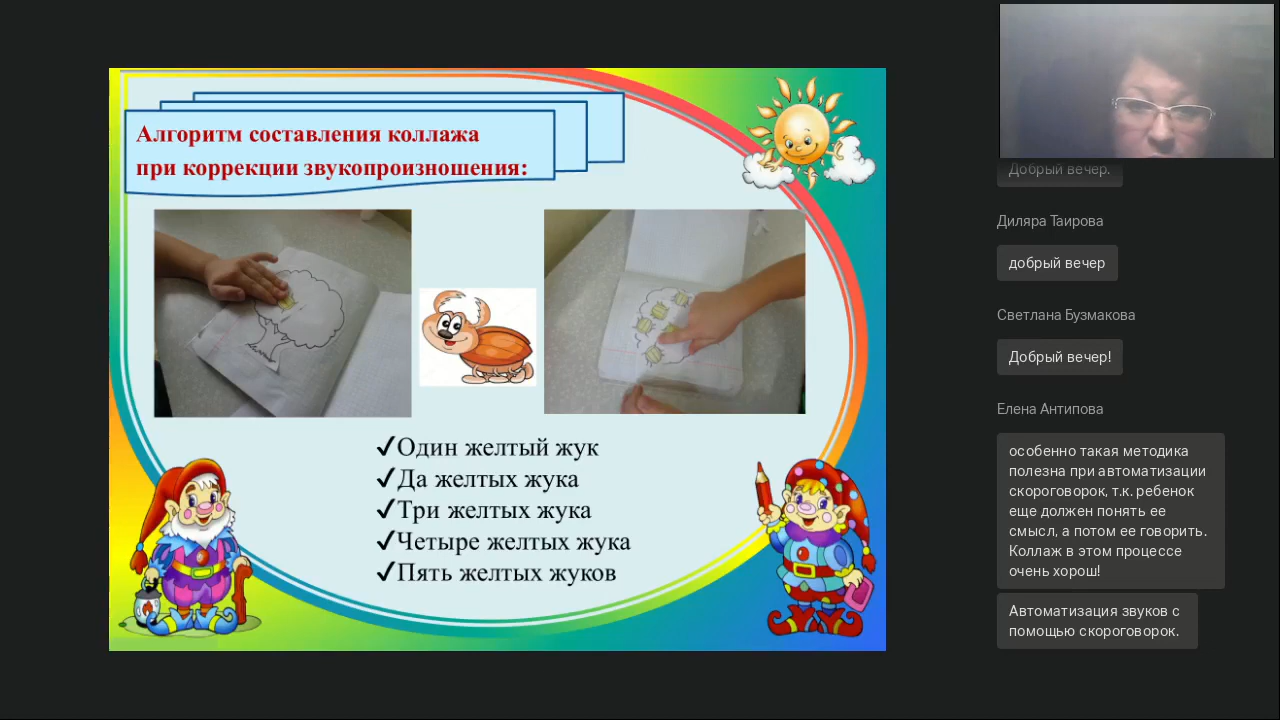 Алгоритм составления коллажа
при коррекции звукопроизношения:
✓Один желтый жук
✓Да желтых жука
✓Три желтых жука
✓Четыре желтых жука
✓Пять желтых жуков
Добрый вечер.
Диляра Таирова
добрый вечер
Светлана Бузмакова
Добрый вечер!
Елена Антипова
особенно такая методика
полезна при автоматизации
скороговорок, т.к. ребенок
еще должен понять ее
смысл, а потом ее говорить.
Коллаж в этом процессе
очень хорош!
Автоматизация звуков с
помощью скороговорок.